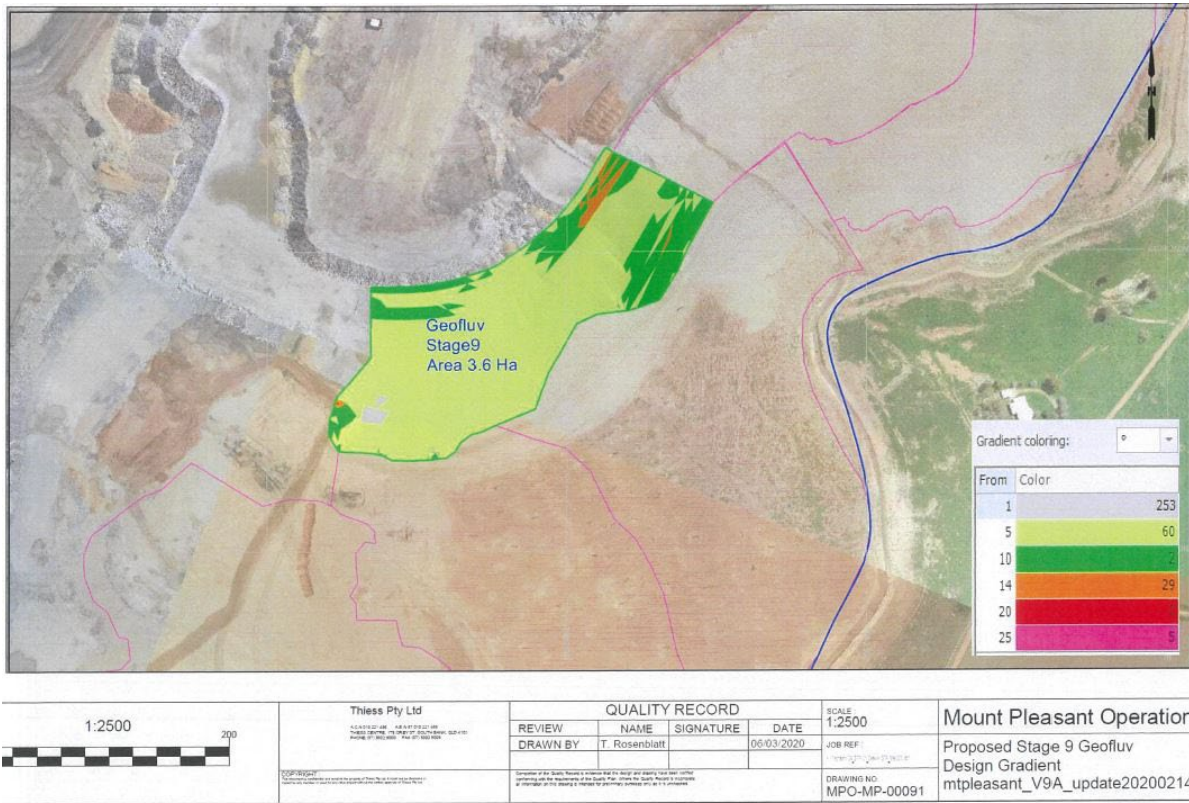 N
Geofluv
Stage9
Area 3.6 Ha
Gradient coloring:
°
From Color
1 253
5 60
10 2
14 29
20
25 5
1:2500
200
Thiess Pty Ltd
COPYRIGHT
QUALITY RECORD
REVIEW NAME SIGNATURE DATE
DRAWN BY T. Rosenblatt 06/03/2020
SCALE :
1:2500
JOB REF :
DRAWING NO:
MPO-MP-00091
Mount Pleasant Operation
Proposed Stage 9 Geofluv
Design Gradient
mtpleasant_V9A_update20200214